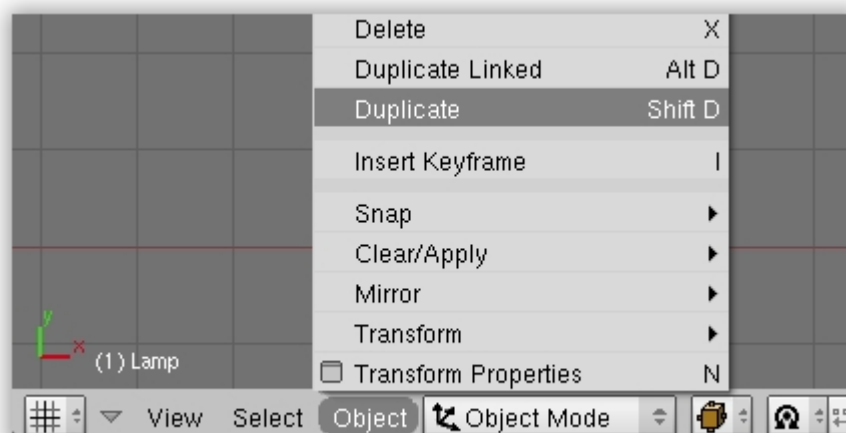 Delete X
Duplicate Linked Alt D
Duplicate Shift D
Insert Keyframe I
Snap
Clear/Apply
Mirror
Transform
Transform Properties N
y
x
(1) Lamp
View Select Object Object Mode